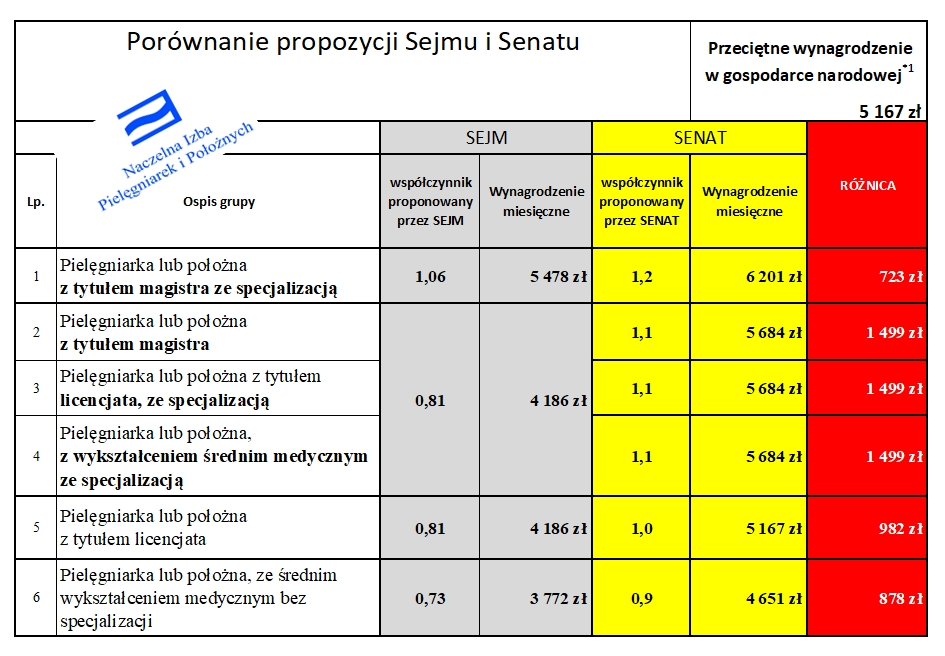 Porównanie propozycji Sejmu i Senatu
Przeciętne wynagrodzenie
w gospodarce narodowej*1
5 167 zł
Naczelna Izba
Pielęgniarek i Położnych
SEJM
SENAT
RÓŻNICA
Lp.
Ospis grupy
współczynnik
proponowany
przez SEJM
Wynagrodzenie
miesięczne
współczynnik
proponowany
przez SENAT
Wynagrodzenie
miesięczne
1
Pielęgniarka lub położna
z tytułem magistra ze specjalizacją
1,06
5 478 zł
1,2
6 201 zł
723 zł
2
Pielęgniarka lub położna
z tytułem magistra
1,1
5 684 zł
1 499 zł
3
Pielęgniarka lub położna z tytułem
licencjata, ze specjalizacją
0,81
4 186 zł
1,1
5 684 zł
1 499 zł
4
Pielęgniarka lub położna,
z wykształceniem średnim medycznym
ze specjalizacją
1,1
5 684 zł
1 499 zł
5
Pielęgniarka lub położna
z tytułem licencjata
0,81
4 186 zł
1,0
5 167 zł
982 zł
6
Pielęgniarka lub położna, ze średnim
wykształceniem medycznym bez
specjalizacji
0,73
3 772 zł
0,9
4 651 zł
878 zł